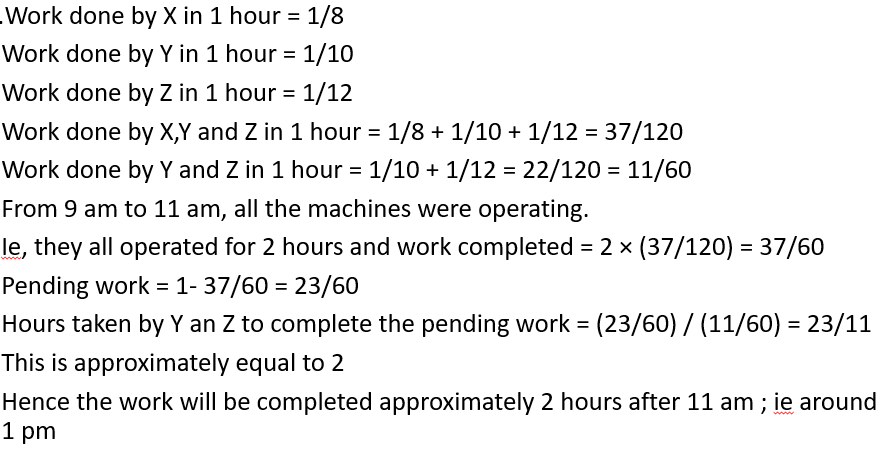 .Work done by X in 1 hour = 1/8
Work done by Y in 1 hour = 1/10
Work done by Z in 1 hour = 1/12
Work done by X,Y and Z in 1 hour = 1/8 + 1/10 + 1/12 = 37/120
Work done by Y and Z in 1 hour = 1/10 + 1/12 = 22/120 = 11/60
From 9 am to 11 am, all the machines were operating.
Ie, they all operated for 2 hours and work completed = 2 × (37/120) = 37/60
Pending work = 1- 37/60 = 23/60
Hours taken by Y an Z to complete the pending work = (23/60) / (11/60) = 23/11
This is approximately equal to 2
Hence the work will be completed approximately 2 hours after 11 am ; ie around
1 pm